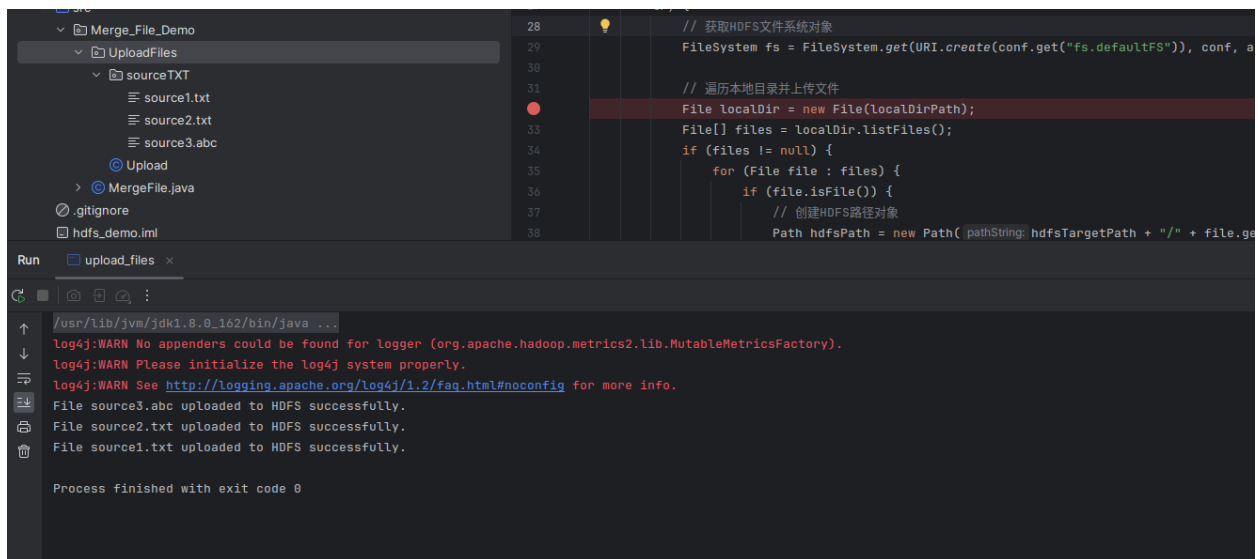 src
Merge_File_Demo
UploadFiles
sourceTXT
source1.txt
source2.txt
source3.abc
Upload
MergeFile.java
.gitignore
hdfs_demo.iml
28 // 获取HDFS文件系统对象
29 FileSystem fs = FileSystem.get(URI.create(conf.get("fs.defaultFS")), conf, a
30
31 // 遍历本地目录并上传文件
File localDir = new File(localDirPath);
33 File[] files = localDir.listFiles();
34 if (files != null) {
35 for (File file : files) {
36 if (file.isFile()) {
37 // 创建HDFS路径对象
38 Path hdfsPath = new Path( pathString: hdfsTargetPath + "/" + file.ge
Run upload_files
/usr/lib/jvm/jdk1.8.0_162/bin/java ...
log4j:WARN No appenders could be found for logger (org.apache.hadoop.metrics2.lib.MutableMetricsFactory).
log4j:WARN Please initialize the log4j system properly.
log4j:WARN See http://logging.apache.org/log4j/1.2/faq.html#noconfig for more info.
File source3.abc uploaded to HDFS successfully.
File source2.txt uploaded to HDFS successfully.
File source1.txt uploaded to HDFS successfully.
Process finished with exit code 0